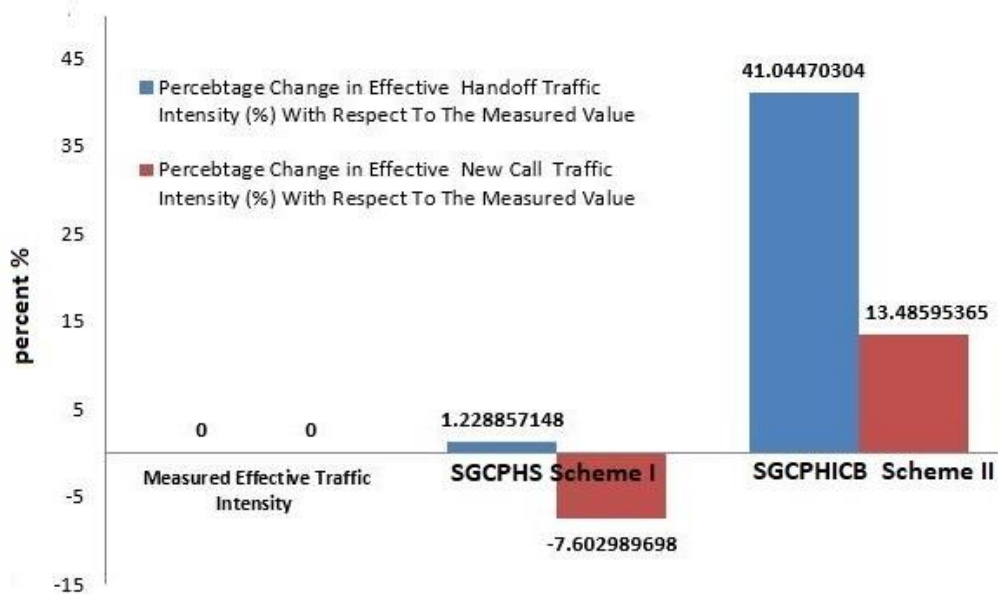 45
41.04470304
Percebtage Change in Effective Handoff Traffic
Intensity (%) With Respect To The Measured Value
35
Percebtage Change in Effective New Call Traffic
Intensity (%) With Respect To The Measured Value
25
percent %
15
13.48595365
5
0
0
1.228857148
Measured Effective Traffic
Intensity
SGCPHS Scheme I
SGCPHICB Scheme II
-5
-7.602989698
-15